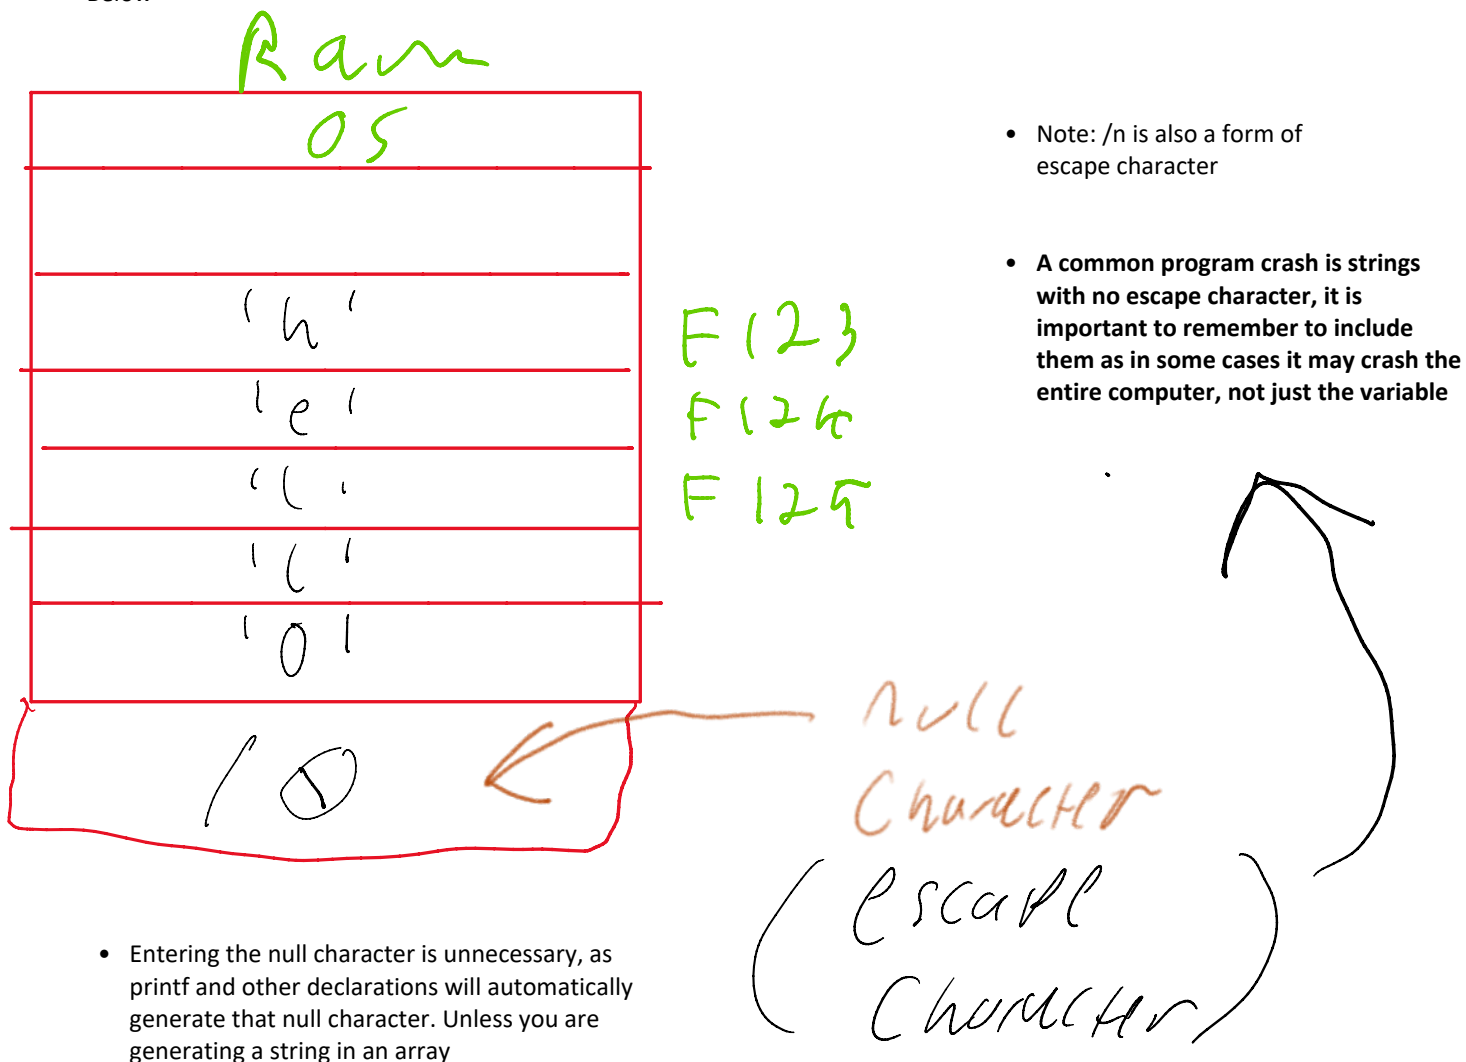 Below
Ram
OS
'h'
'e'
'l'
'l'
'o'
/0
F123
F124
F125
• Note: /n is also a form of
escape character
• A common program crash is strings
with no escape character, it is
important to remember to include
them as in some cases it may crash the
entire computer, not just the variable
null
Character
(escape
Character)
• Entering the null character is unnecessary, as
printf and other declarations will automatically
generate that null character. Unless you are
generating a string in an array